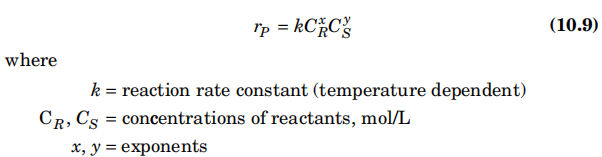 r_P = kC_R^x C_S^y (10.9)
where
k = reaction rate constant (temperature dependent)
C_R, C_S = concentrations of reactants, mol/L
x, y = exponents